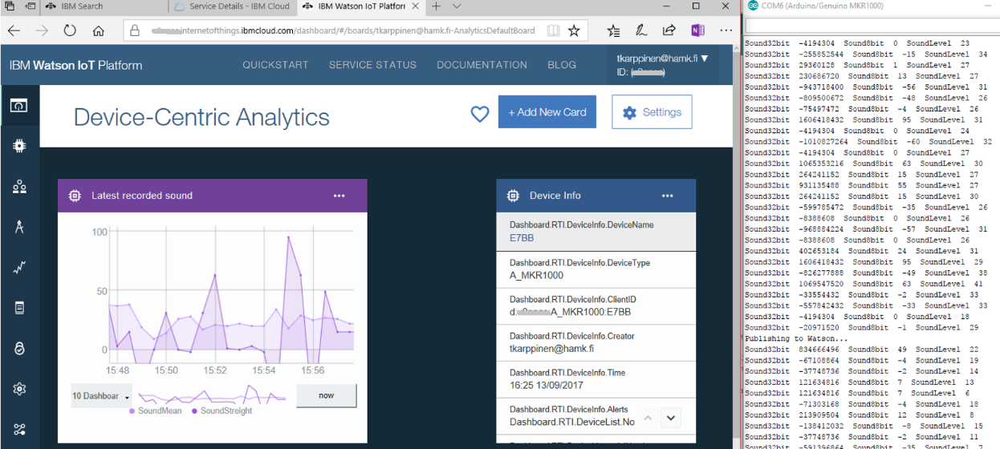 IBM Search
Service Details - IBM Cloud
IBM Watson IoT Platforr
internetofthings.ibmcloud.com/dashboard/#/boards/tkarppinen@hamk.fi-AnalyticsDefaultBoard
IBM Watson IoT Platform
QUICKSTART
SERVICE STATUS
DOCUMENTATION
BLOG
tkarppinen@hamk.fi
ID:
Device-Centric Analytics
+ Add New Card
Settings
Latest recorded sound
100
50
0
15:48 15:50 15:52 15:54 15:56
10 Dashboar
now
SoundMean SoundStreight
Device Info
Dashboard.RTI.DeviceInfo.DeviceName
E7BB
Dashboard.RTI.DeviceInfo.DeviceType
A_MKR1000
Dashboard.RTI.DeviceInfo.ClientID
A_MKR1000:E7BB
Dashboard.RTI.DeviceInfo.Creator
tkarppinen@hamk.fi
Dashboard.RTI.DeviceInfo.Time
16:25 13/09/2017
Dashboard.RTI.DeviceInfo.Alerts
Dashboard.RTI.DeviceList.No
COM6 (Arduino/Genuino MKR1000)
Sound32bit -4194304 Sound8bit 0 SoundLevel 23
Sound32bit -255852544 Sound8bit -15 SoundLevel 34
Sound32bit 29360128 Sound8bit 1 SoundLevel 27
Sound32bit 230686720 Sound8bit 13 SoundLevel 27
Sound32bit -943718400 Sound8bit -56 SoundLevel 31
Sound32bit -809500672 Sound8bit -48 SoundLevel 26
Sound32bit -75497472 Sound8bit -4 SoundLevel 26
Sound32bit 1606418432 Sound8bit 95 SoundLevel 31
Sound32bit -4194304 Sound8bit 0 SoundLevel 24
Sound32bit -1010827264 Sound8bit -60 SoundLevel 32
Sound32bit -4194304 Sound8bit 0 SoundLevel 27
Sound32bit 1065353216 Sound8bit 63 SoundLevel 30
Sound32bit 264241152 Sound8bit 15 SoundLevel 27
Sound32bit 931135488 Sound8bit 55 SoundLevel 27
Sound32bit 264241152 Sound8bit 15 SoundLevel 30
Sound32bit -599785472 Sound8bit -35 SoundLevel 26
Sound32bit -8388608 Sound8bit 0 SoundLevel 26
Sound32bit -968884224 Sound8bit -57 SoundLevel 31
Sound32bit -8388608 Sound8bit 0 SoundLevel 26
Sound32bit 402653184 Sound8bit 24 SoundLevel 31
Sound32bit 1606418432 Sound8bit 95 SoundLevel 29
Sound32bit -826277888 Sound8bit -49 SoundLevel 38
Sound32bit 1069547520 Sound8bit 63 SoundLevel 41
Sound32bit -33554432 Sound8bit -2 SoundLevel 33
Sound32bit -557842432 Sound8bit -33 SoundLevel 33
Sound32bit -4194304 Sound8bit 0 SoundLevel 18
Sound32bit -20971520 Sound8bit -1 SoundLevel 29
Publishing to Watson...
Sound32bit 834666496 Sound8bit 49 SoundLevel 22
Sound32bit -67108864 Sound8bit -4 SoundLevel 19
Sound32bit -37748736 Sound8bit -2 SoundLevel 14
Sound32bit 121634816 Sound8bit 7 SoundLevel 13
Sound32bit 121634816 Sound8bit 7 SoundLevel 6
Sound32bit -71303168 Sound8bit -4 SoundLevel 18
Sound32bit 213909504 Sound8bit 12 SoundLevel 8
Sound32bit -138412032 Sound8bit -8 SoundLevel 15
Sound32bit -37748736 Sound8bit -2 SoundLevel 11
Sound32bit -591396864 Sound8bit -35 SoundLevel 7